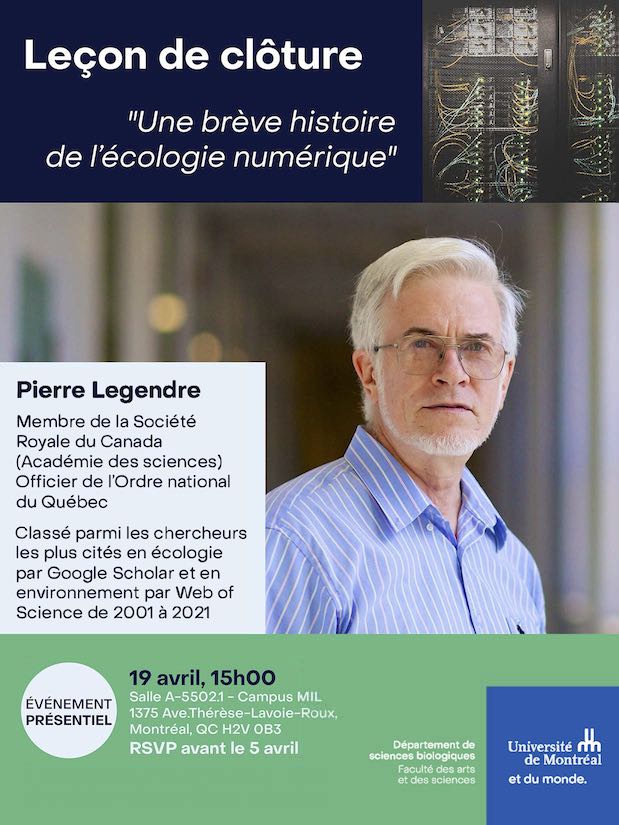 Leçon de clôture
"Une brève histoire
de l'écologie numérique"
Pierre Legendre
Membre de la Société
Royale du Canada
(Académie des sciences)
Officier de l'Ordre national
du Québec
Classé parmi les chercheurs
les plus cités en écologie
par Google Scholar et en
environnement par Web of
Science de 2001 à 2021
ÉVÉNEMENT
PRÉSENTIEL
19 avril, 15h00
Salle A-5502.1 - Campus MIL
1375 Ave.Thérèse-Lavoie-Roux,
Montréal, QC H2V 0B3
RSVP avant le 5 avril
Département de
sciences biologiques
Faculté des arts
et des sciences
Université
de Montréal
et du monde.